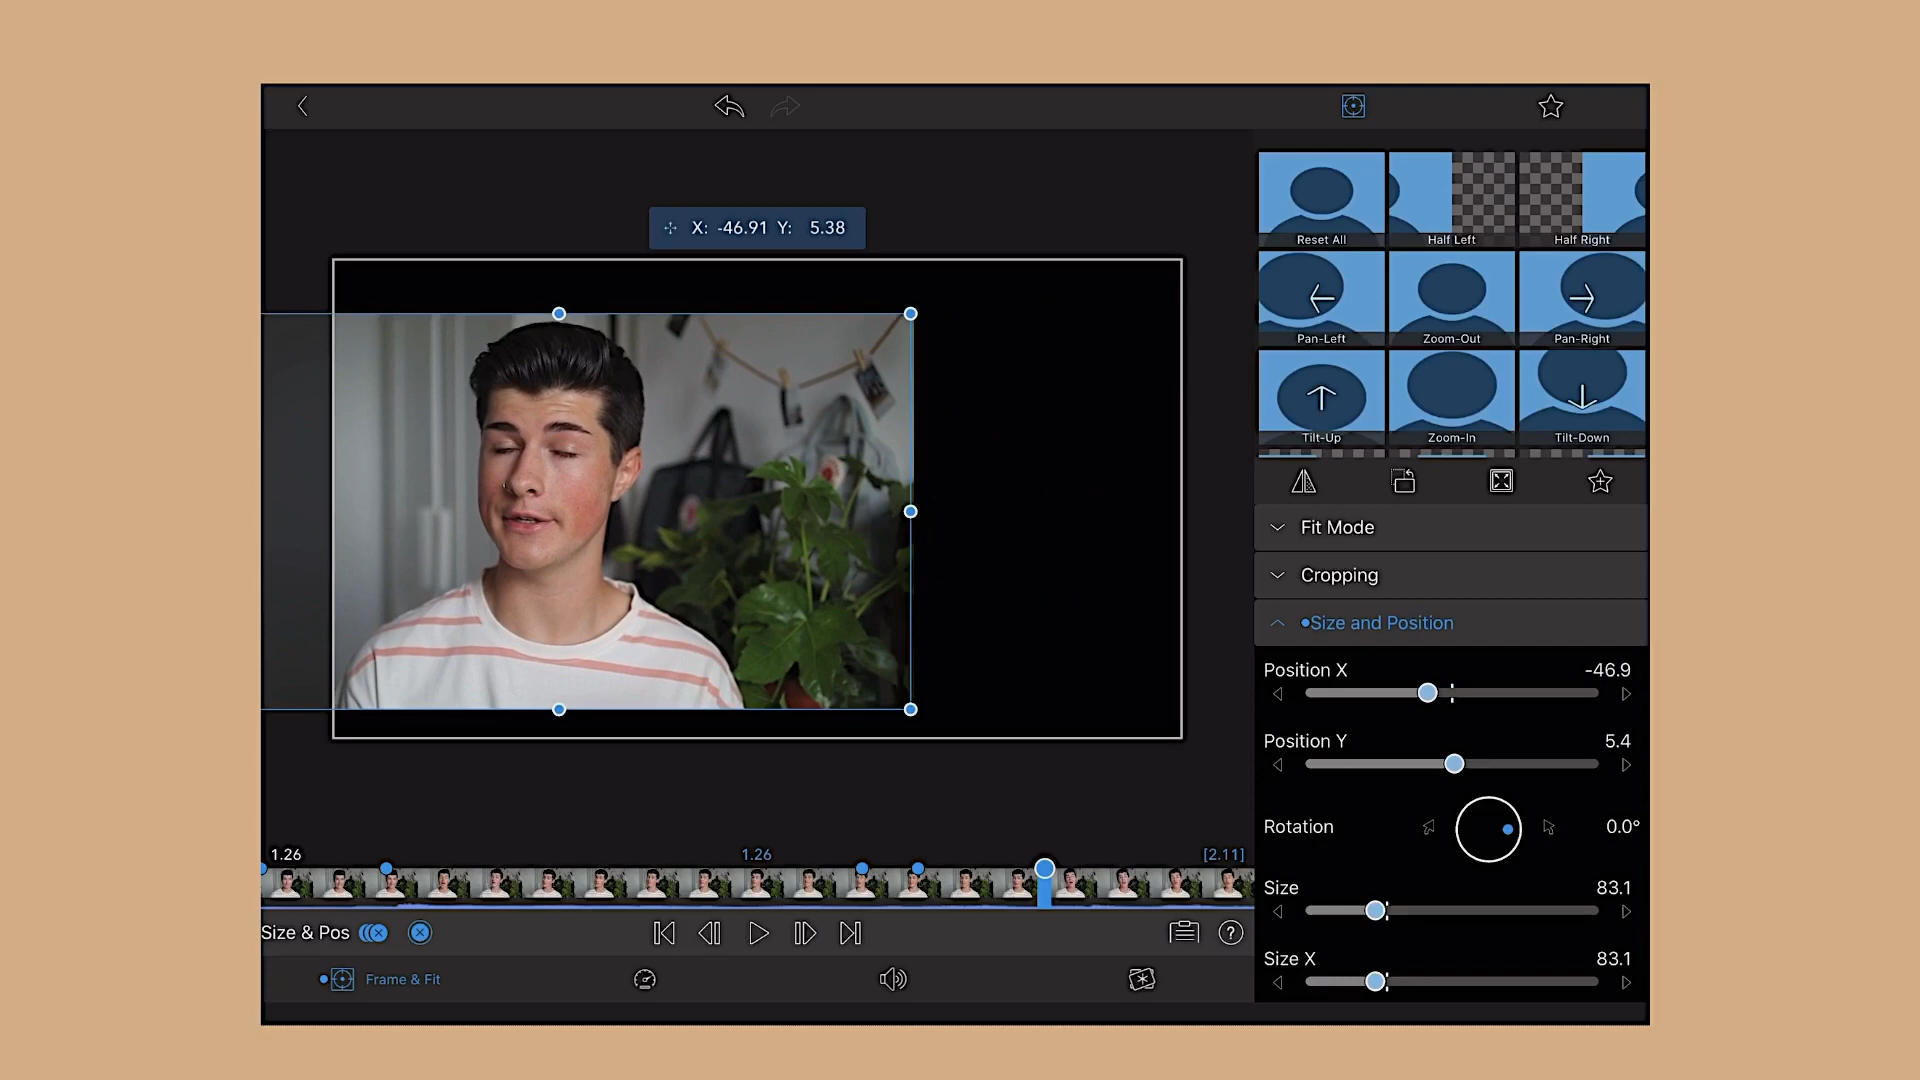 X: -46.91 Y: 5.38
Reset All
Half Left
Half Right
Pan-Left
Zoom-Out
Pan-Right
Tilt-Up
Zoom-In
Tilt-Down
Fit Mode
Cropping
Size and Position
Position X
-46.9
Position Y
5.4
Rotation
0.0°
Size
83.1
Size X
83.1
1.26
1.26
[2.11]
Size & Pos
?
Frame & Fit